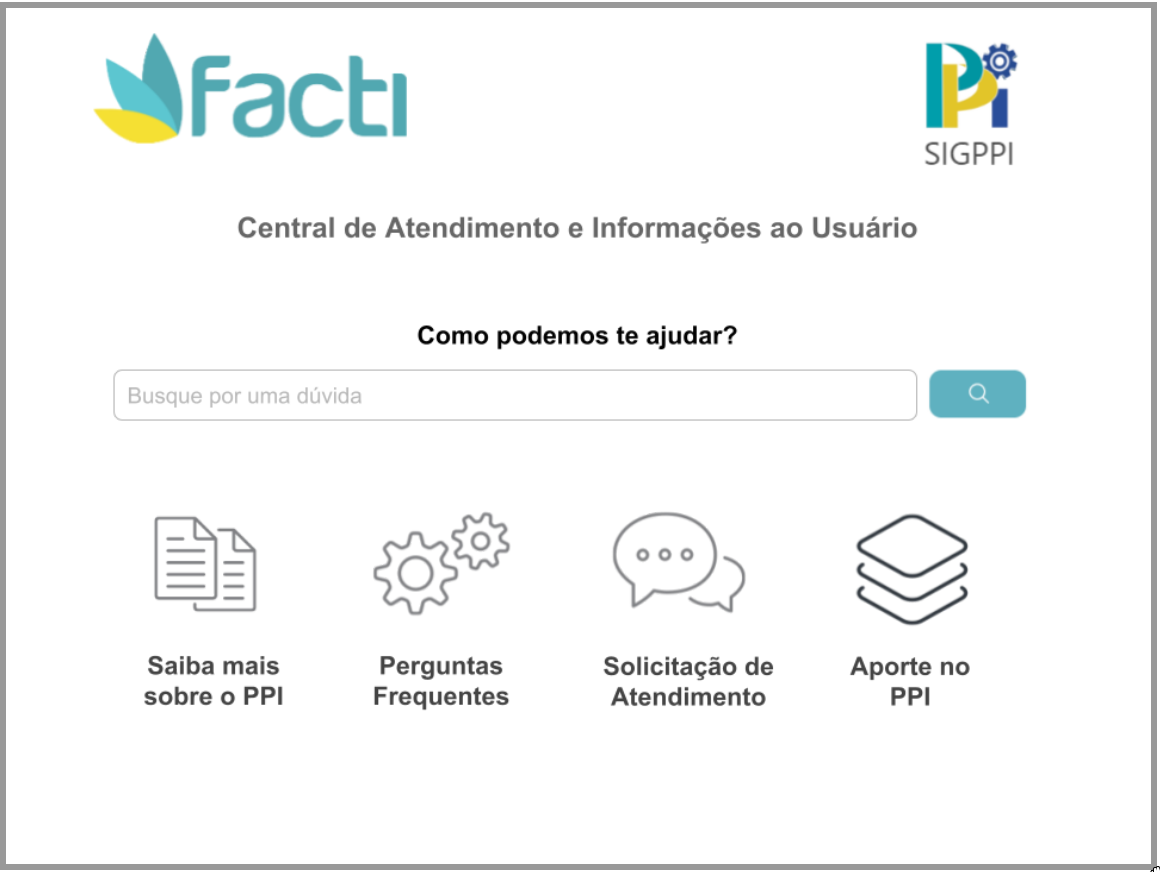 facti
PPi
SIGPPI
Central de Atendimento e Informações ao Usuário
Como podemos te ajudar?
Busque por uma dúvida
Saiba mais
sobre o PPI
Perguntas
Frequentes
Solicitação de
Atendimento
Aporte no
PPI